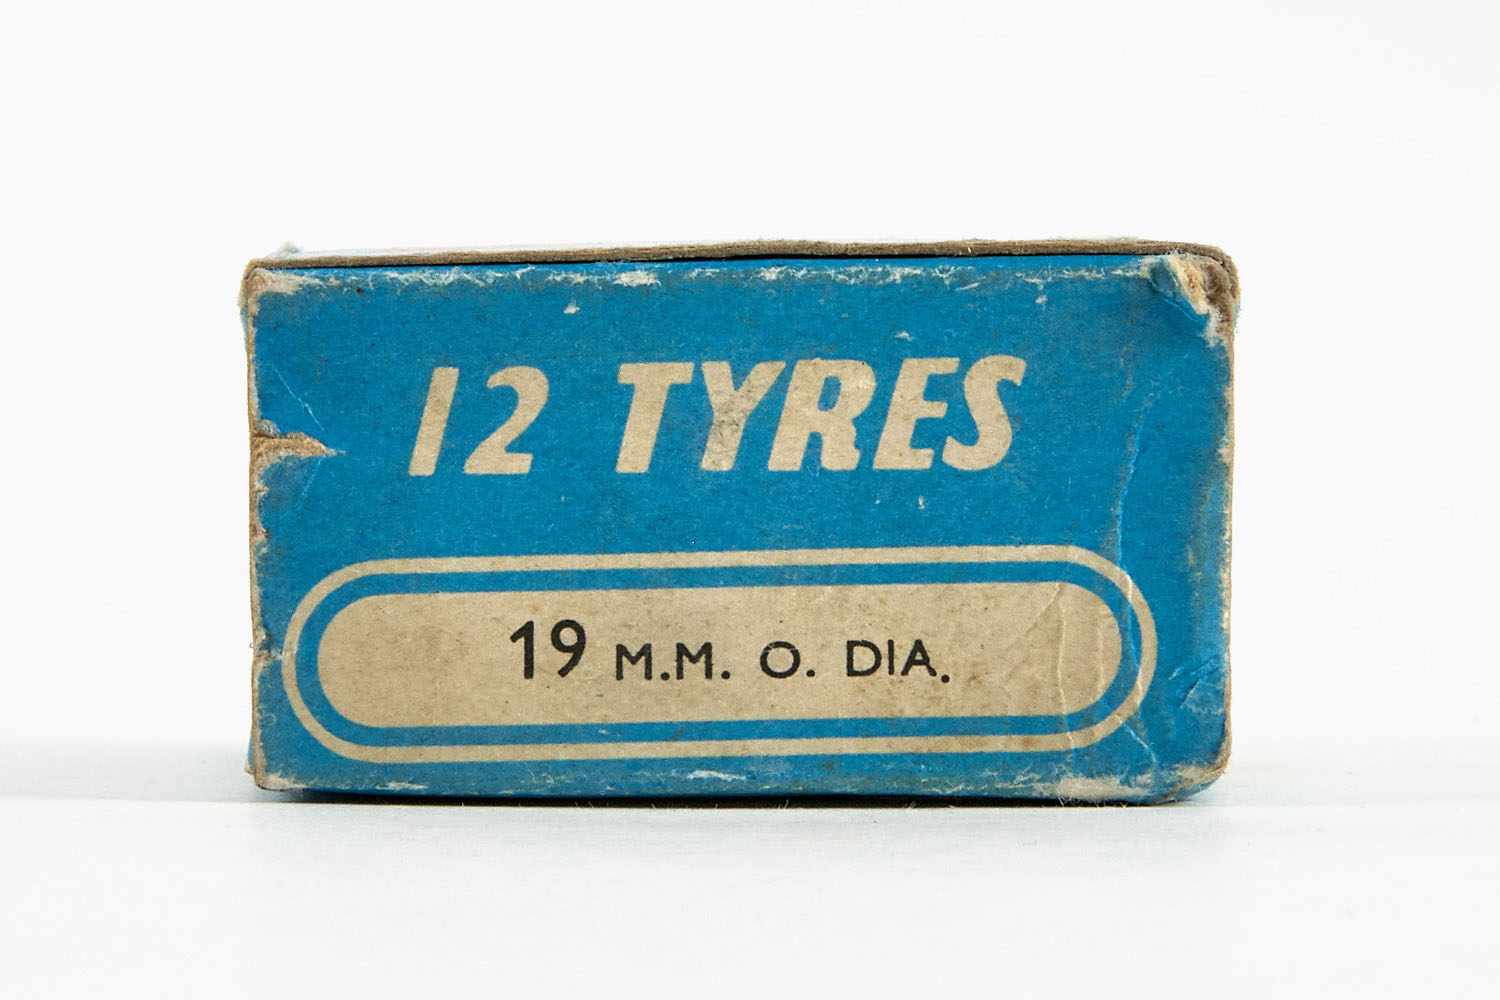 12 TYRES
19 M.M. O. DIA.